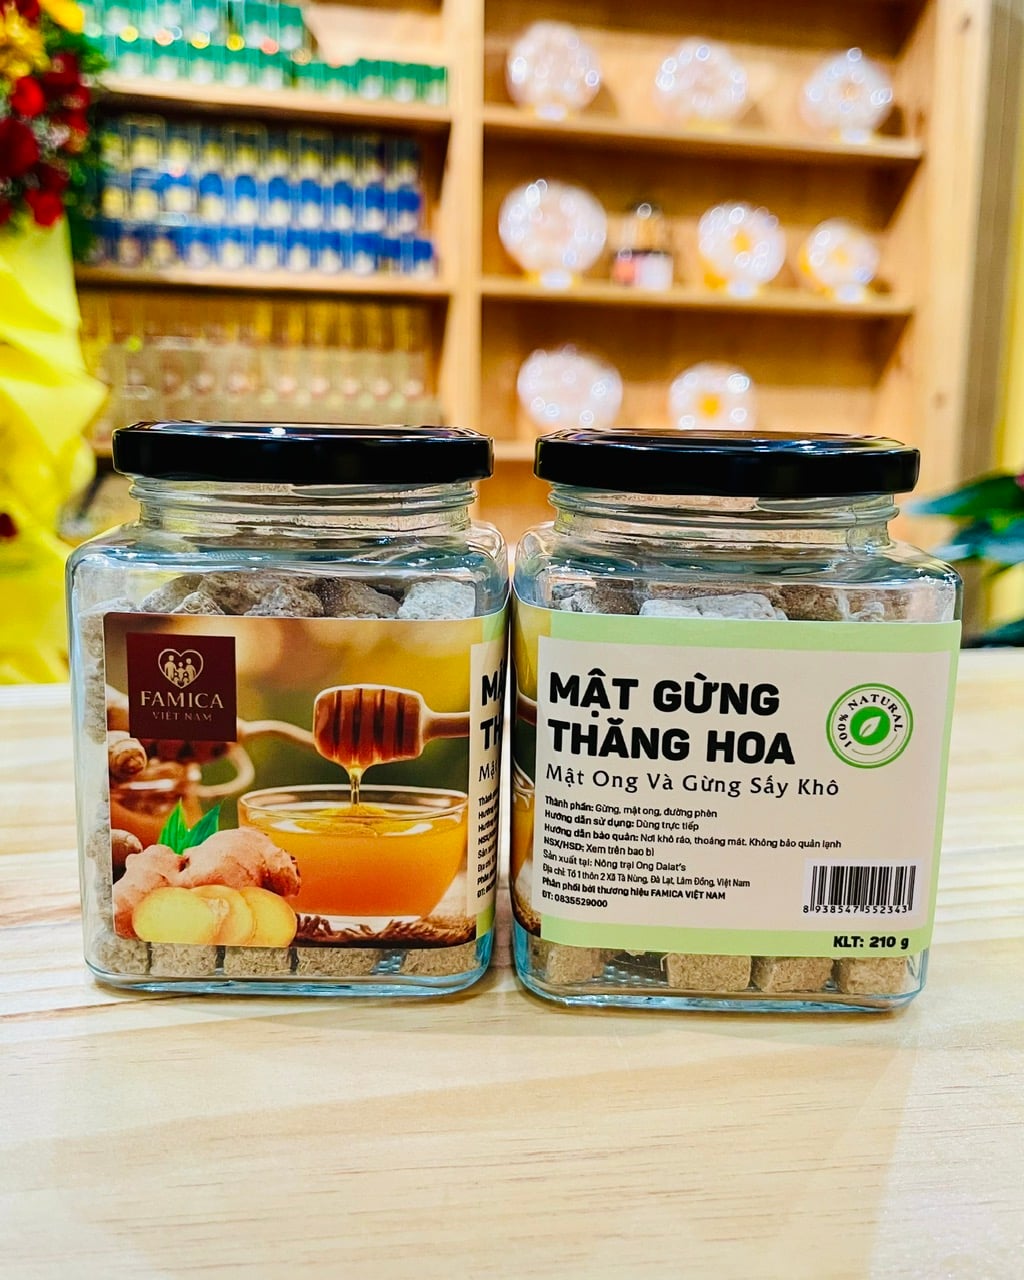 FAMICA
VIỆT NAM
MẬT GỪNG
THĂNG HOA
Mật Ong Và Gừng Sấy Khô
100% NATURAL
Thành phần: Gừng, mật ong, đường phèn
Hướng dẫn sử dụng: Dùng trực tiếp
Hướng dẫn bảo quản: Nơi khô ráo, thoáng mát. Không bảo quản lạnh
NSX/HSD: Xem trên bao bì
Sản xuất tại: Nông trại Ong Dalat's
Địa chỉ: Tổ 1 thôn 2 Xã Tà Nùng, Đà Lạt, Lâm Đồng, Việt Nam
Phân phối bởi thương hiệu FAMICA VIỆT NAM
ĐT: 0835529000
8 938547 552343
KLT: 210 g